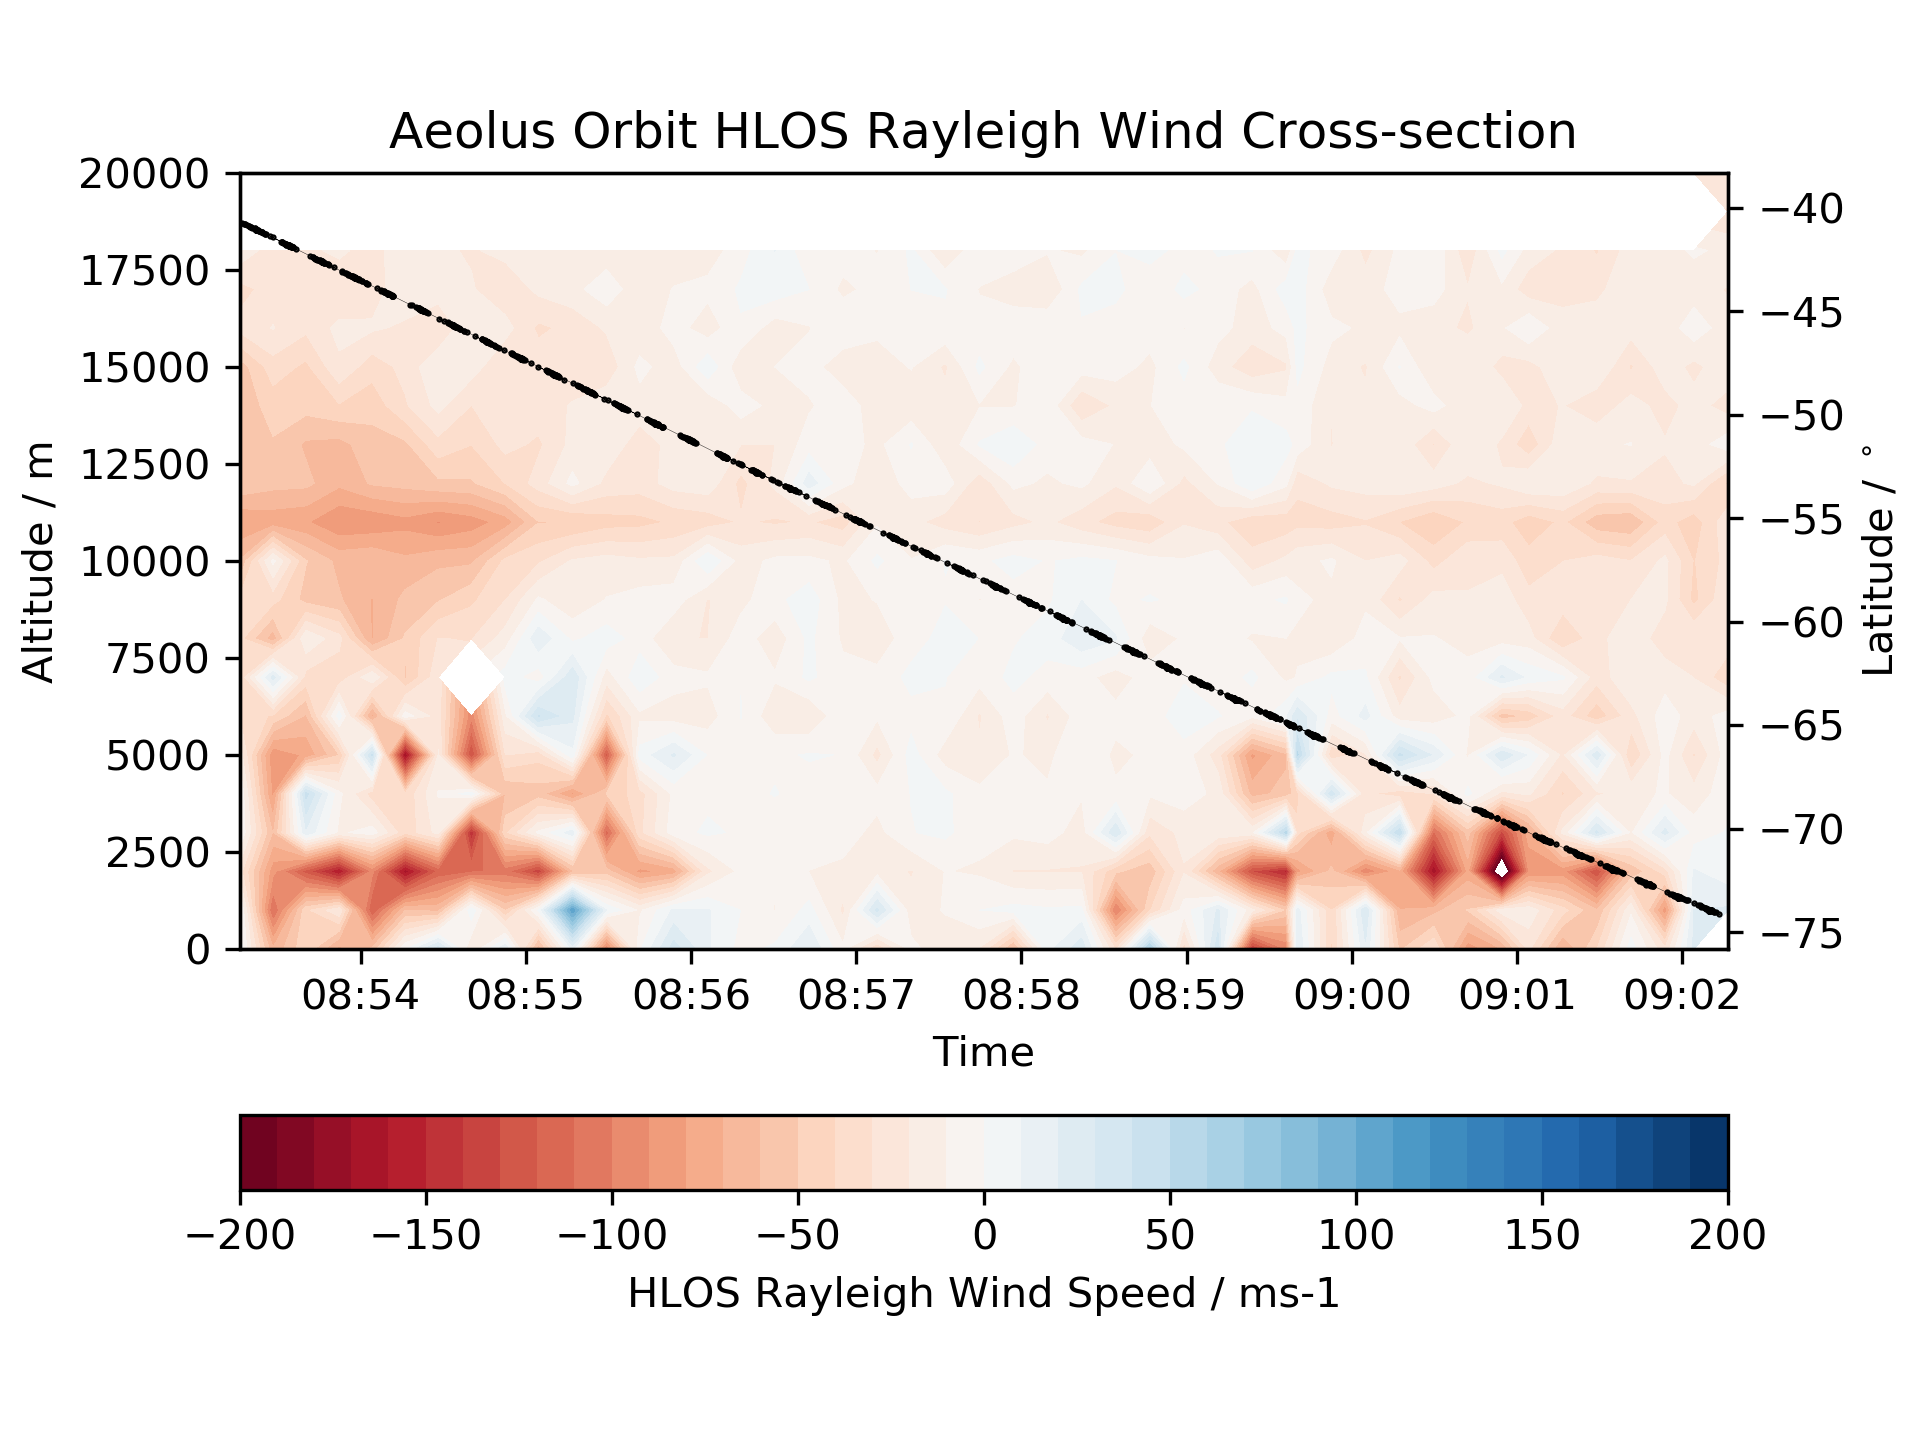 Aeolus Orbit HLOS Rayleigh Wind Cross-section
20000
17500
15000
12500
10000
7500
5000
2500
0
Altitude / m
−40
−45
−50
−55
−60
−65
−70
−75
Latitude / °
08:54 08:55 08:56 08:57 08:58 08:59 09:00 09:01 09:02
Time
−200 −150 −100 −50 0 50 100 150 200
HLOS Rayleigh Wind Speed / ms-1